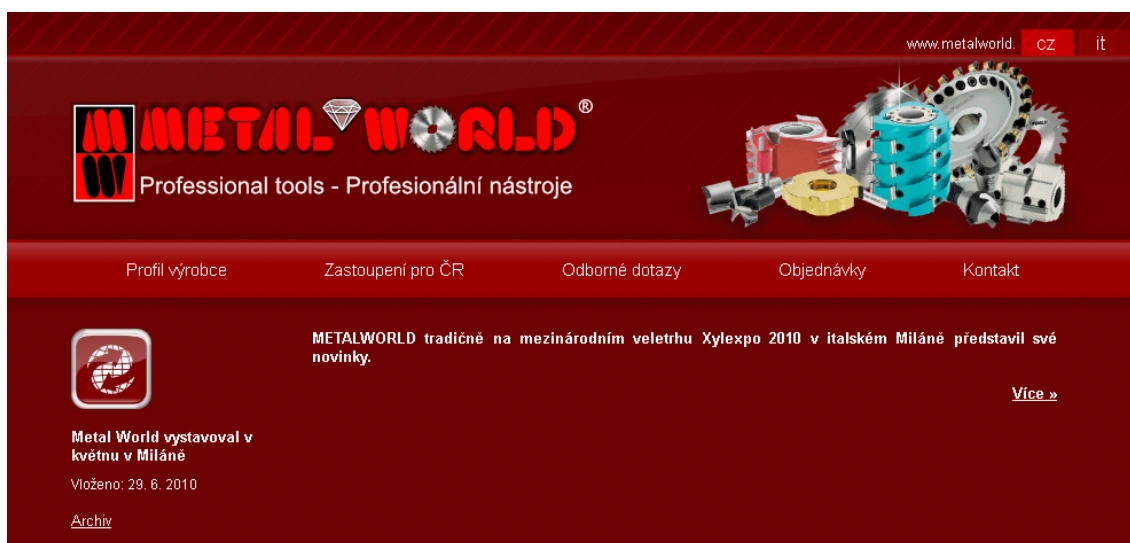 www.metalworld. cz it
METAL WORLD®
Professional tools - Profesionální nástroje
Profil výrobce Zastoupení pro ČR Odborné dotazy Objednávky Kontakt
METALWORLD tradičně na mezinárodním veletrhu Xylexpo 2010 v italském Miláně představil své
novinky.
Více »
Metal World vystavoval v
květnu v Miláně
Vloženo: 29. 6. 2010
Archiv